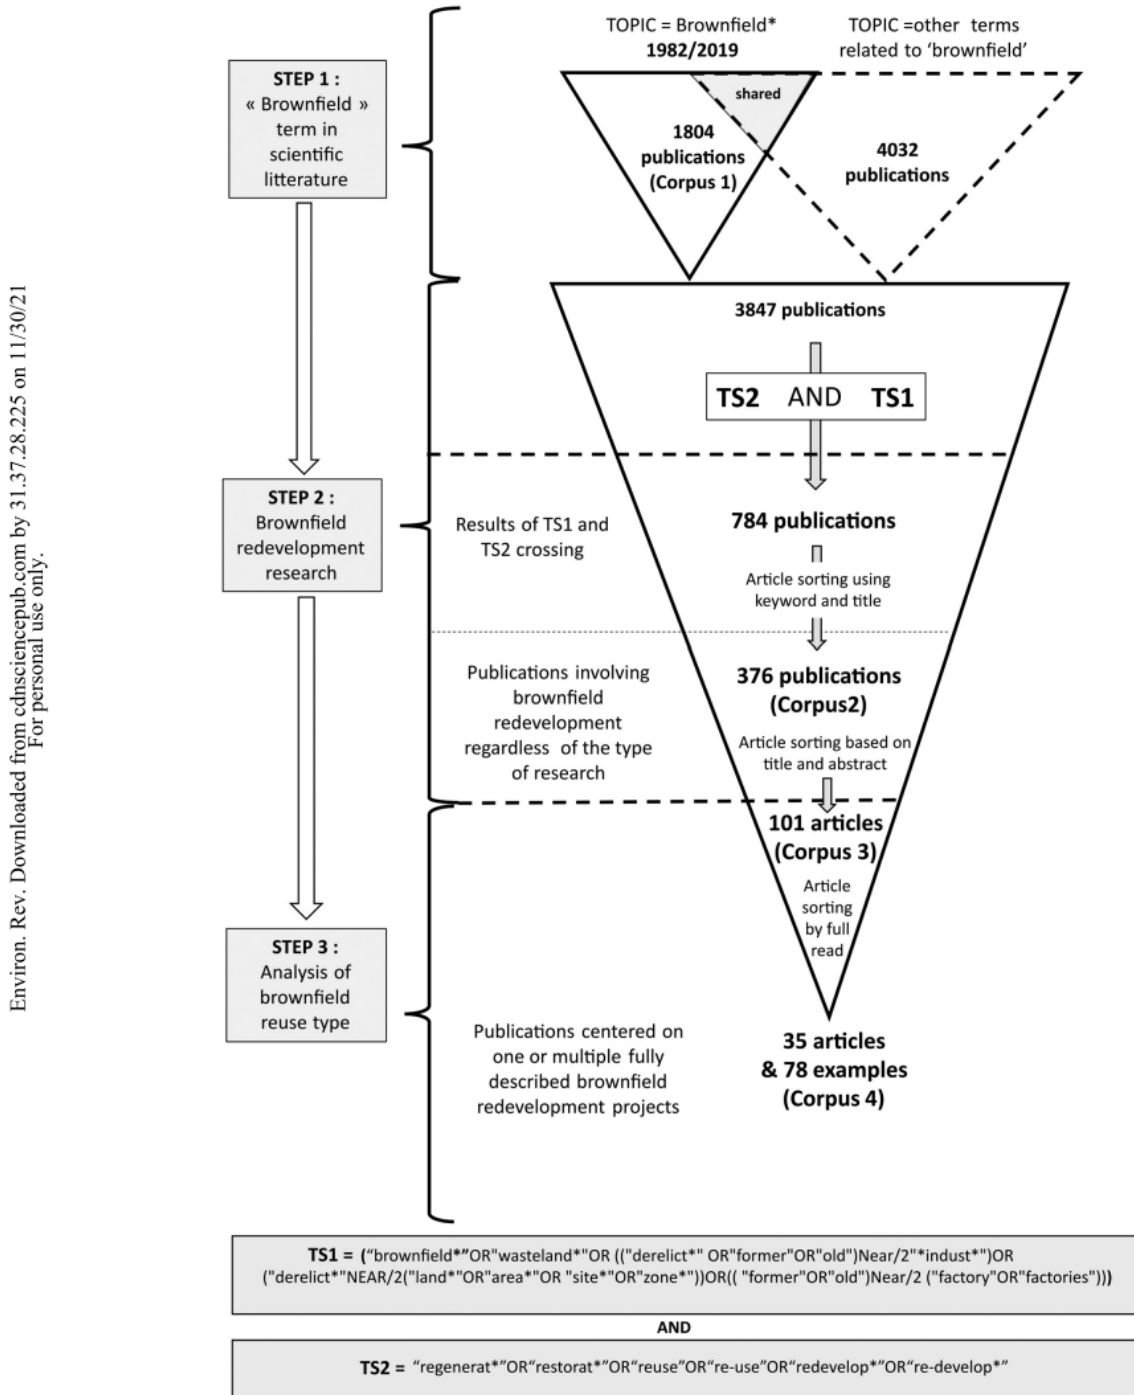 Environ. Rev. Downloaded from cdnsciencepub.com by 31.37.28.225 on 11/30/21
For personal use only.
STEP 1 :
« Brownfield »
term in
scientific
litterature
TOPIC = Brownfield*
1982/2019
TOPIC =other terms
related to ‘brownfield’
shared
1804
publications
(Corpus 1)
4032
publications
3847 publications
TS2 AND TS1
STEP 2 :
Brownfield
redevelopment
research
Results of TS1 and
TS2 crossing
784 publications
Article sorting using
keyword and title
Publications involving
brownfield
redevelopment
regardless of the type
of research
376 publications
(Corpus2)
Article sorting based on
title and abstract
101 articles
(Corpus 3)
Article
sorting
by full
read
STEP 3 :
Analysis of
brownfield
reuse type
Publications centered on
one or multiple fully
described brownfield
redevelopment projects
35 articles
& 78 examples
(Corpus 4)
TS1 = (“brownfield*”OR"wasteland*"OR (("derelict*" OR"former"OR"old")Near/2"*indust*")OR
("derelict*"NEAR/2("land*"OR"area*"OR "site*"OR"zone*"))OR(( "former"OR"old")Near/2 ("factory"OR"factories")))
AND
TS2 = “regenerat*”OR“restorat*”OR“reuse”OR“re-use”OR“redevelop*”OR“re-develop*”